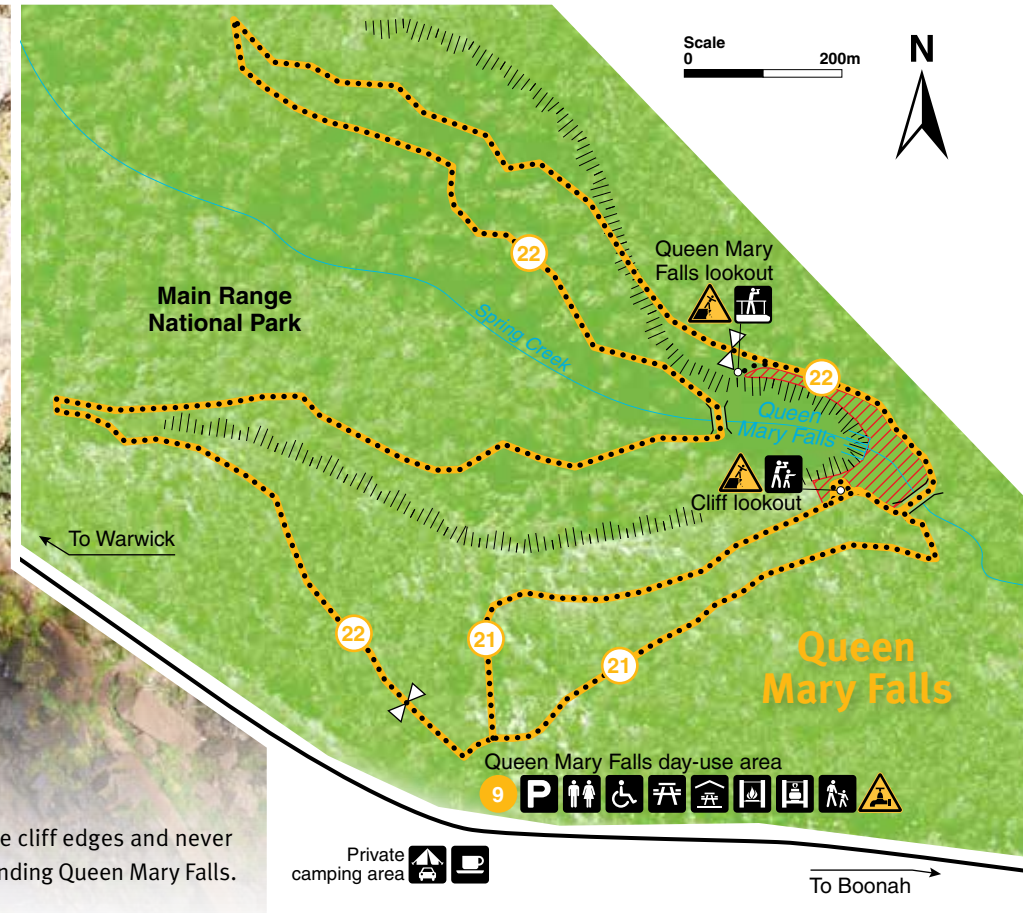 Scale
0 200m
N
Queen Mary
Falls lookout
22
Main Range
National Park
Spring Creek
22
Queen
Mary Falls
Cliff lookout
To Warwick
22
21
21
Queen
Mary Falls
Queen Mary Falls day-use area
9 P
e cliff edges and never
nding Queen Mary Falls.
Private
camping area
To Boonah